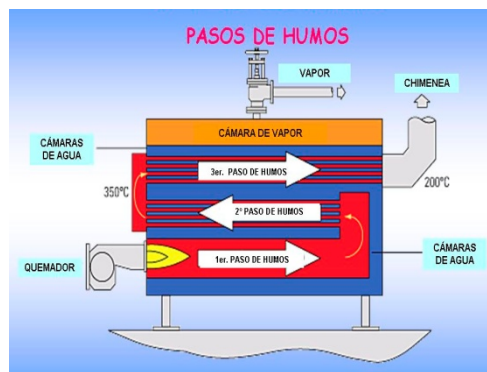 PASOS DE HUMOS
VAPOR
CHIMENEA
CÁMARA DE VAPOR
CÁMARAS
DE AGUA
3er. PASO DE HUMOS
350ºC
200ºC
2º PASO DE HUMOS
CÁMARAS
DE AGUA
QUEMADOR
1er. PASO DE HUMOS